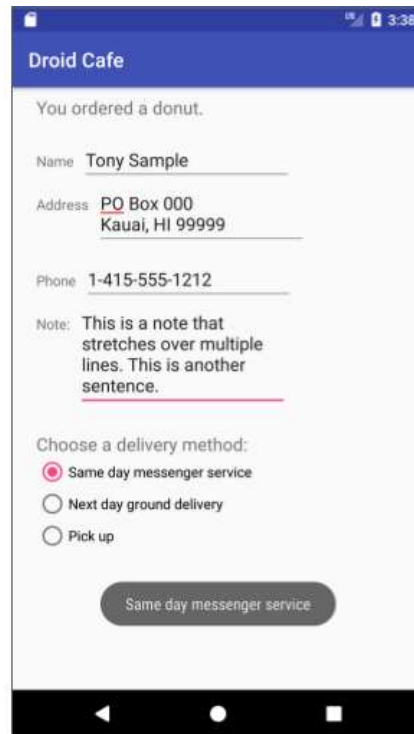 3:38
Droid Cafe
You ordered a donut.
Name Tony Sample
Address PO Box 000
Kauai, HI 99999
Phone 1-415-555-1212
Note: This is a note that
stretches over multiple
lines. This is another
sentence.
Choose a delivery method:
Same day messenger service
Next day ground delivery
Pick up
Same day messenger service